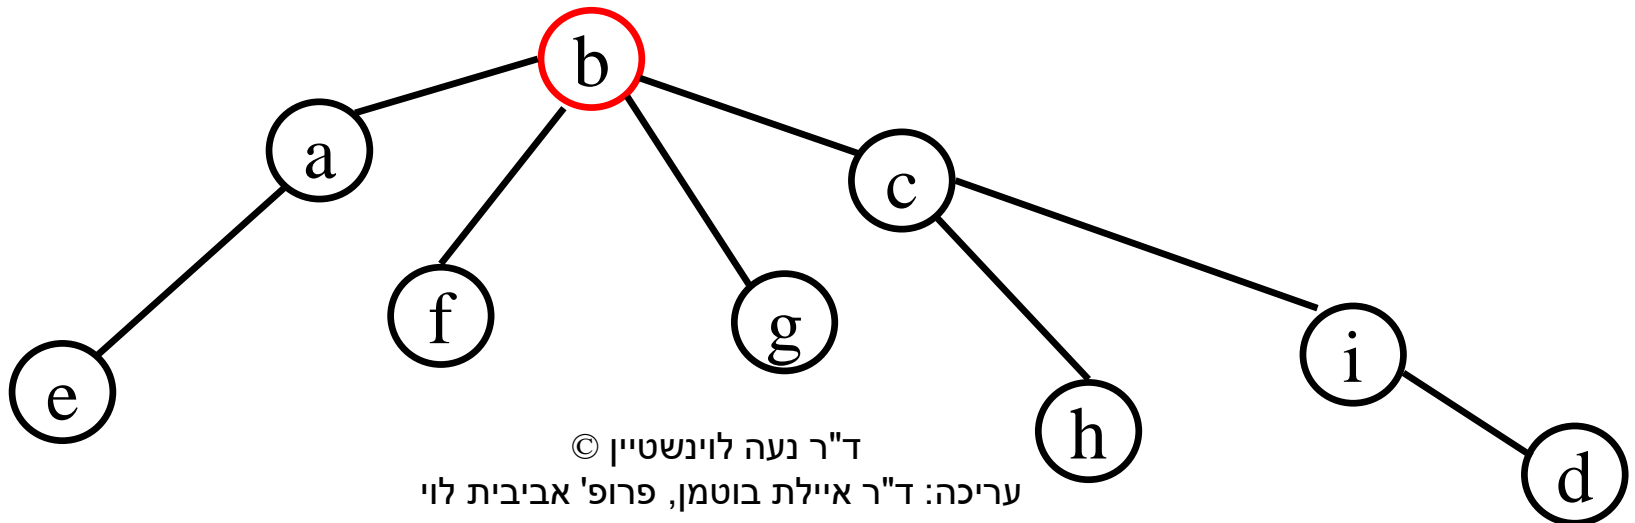 b
a
c
f
g
i
e
h
d
ד"ר נעה לוינשטיין ©
עריכה: ד"ר איילת בוטמן, פרופ' אביבית לוי